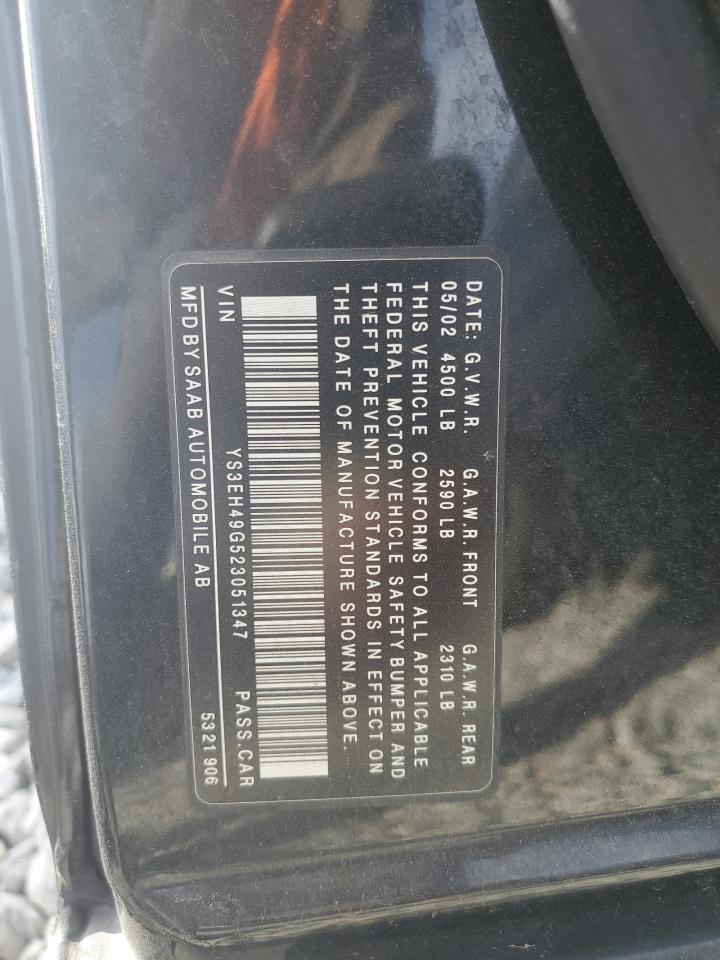 DATE: G.V.W.R. G.A.W.R. FRONT G.A.W.R. REAR
05/02 4500 LB 2590 LB 2310 LB
THIS VEHICLE CONFORMS TO ALL APPLICABLE
FEDERAL MOTOR VEHICLE SAFETY BUMPER AND
THEFT PREVENTION STANDARDS IN EFFECT ON
THE DATE OF MANUFACTURE SHOWN ABOVE.
VIN YS3EH49G523051347 PASS.CAR
MFD BY SAAB AUTOMOBILE AB 5321906